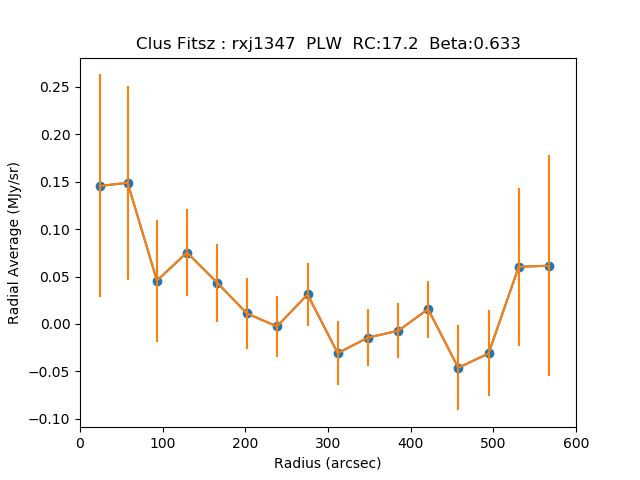 Clus Fitsz : rxj1347  PLW  RC:17.2  Beta:0.633
Radial Average (MJy/sr)
0.25
0.20
0.15
0.10
0.05
0.00
−0.05
−0.10
0 100 200 300 400 500 600
Radius (arcsec)